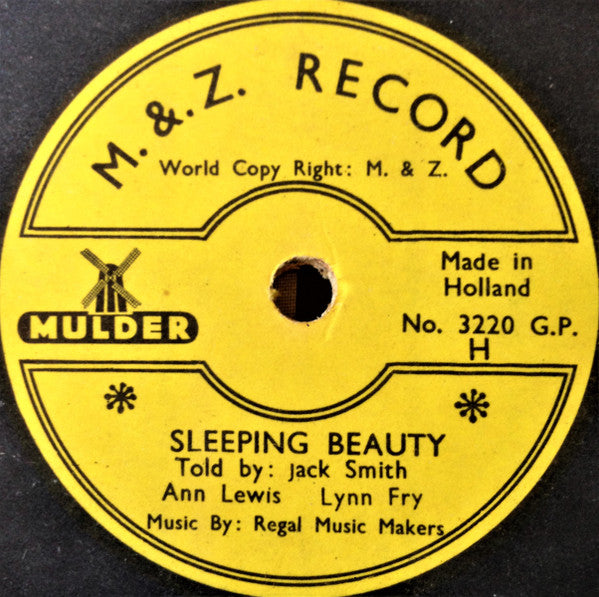 M. & Z. RECORD
World Copy Right: M. & Z.
MULDER
Made in
Holland
No. 3220 G.P.
H
SLEEPING BEAUTY
Told by: Jack Smith
Ann Lewis Lynn Fry
Music By: Regal Music Makers